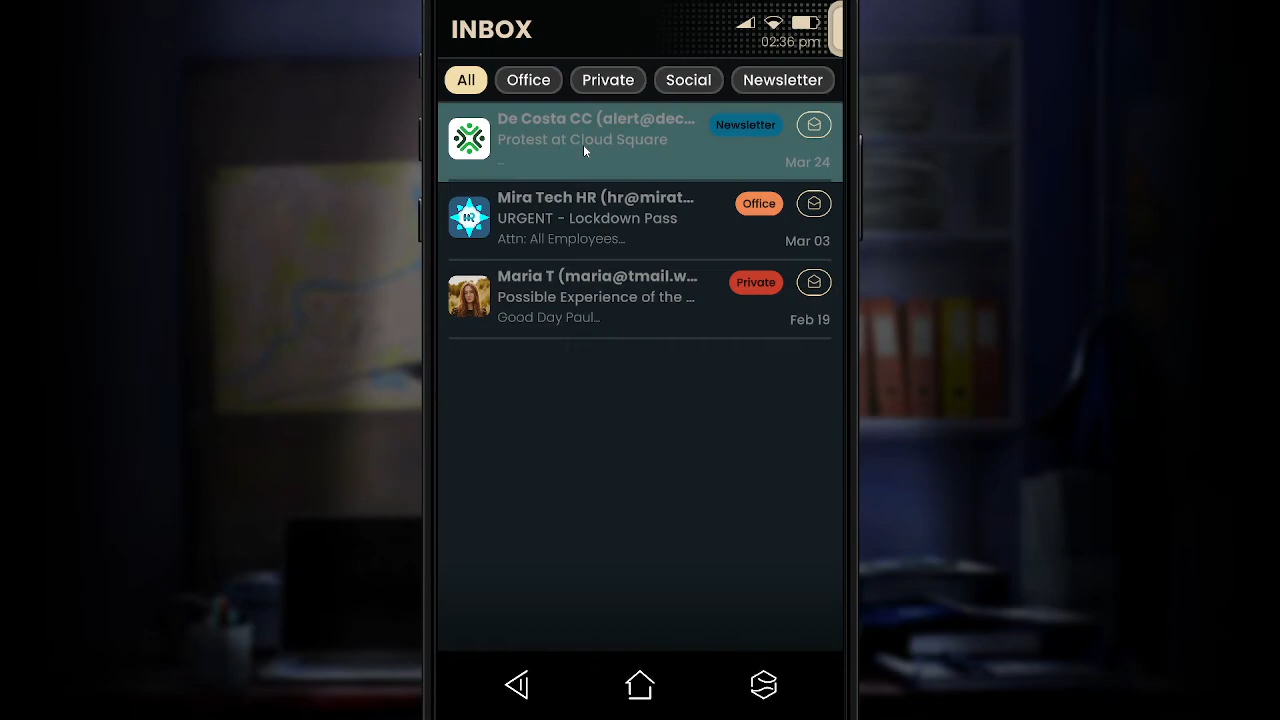 INBOX
02:36 pm
All
Office
Private
Social
Newsletter
De Costa CC (alert@dec...
Newsletter
Protest at Cloud Square
...
Mar 24
Mira Tech HR (hr@mirat...
Office
URGENT - Lockdown Pass
Attn: All Employees...
Mar 03
Maria T (maria@tmail.w...
Private
Possible Experience of the ...
Good Day Paul...
Feb 19